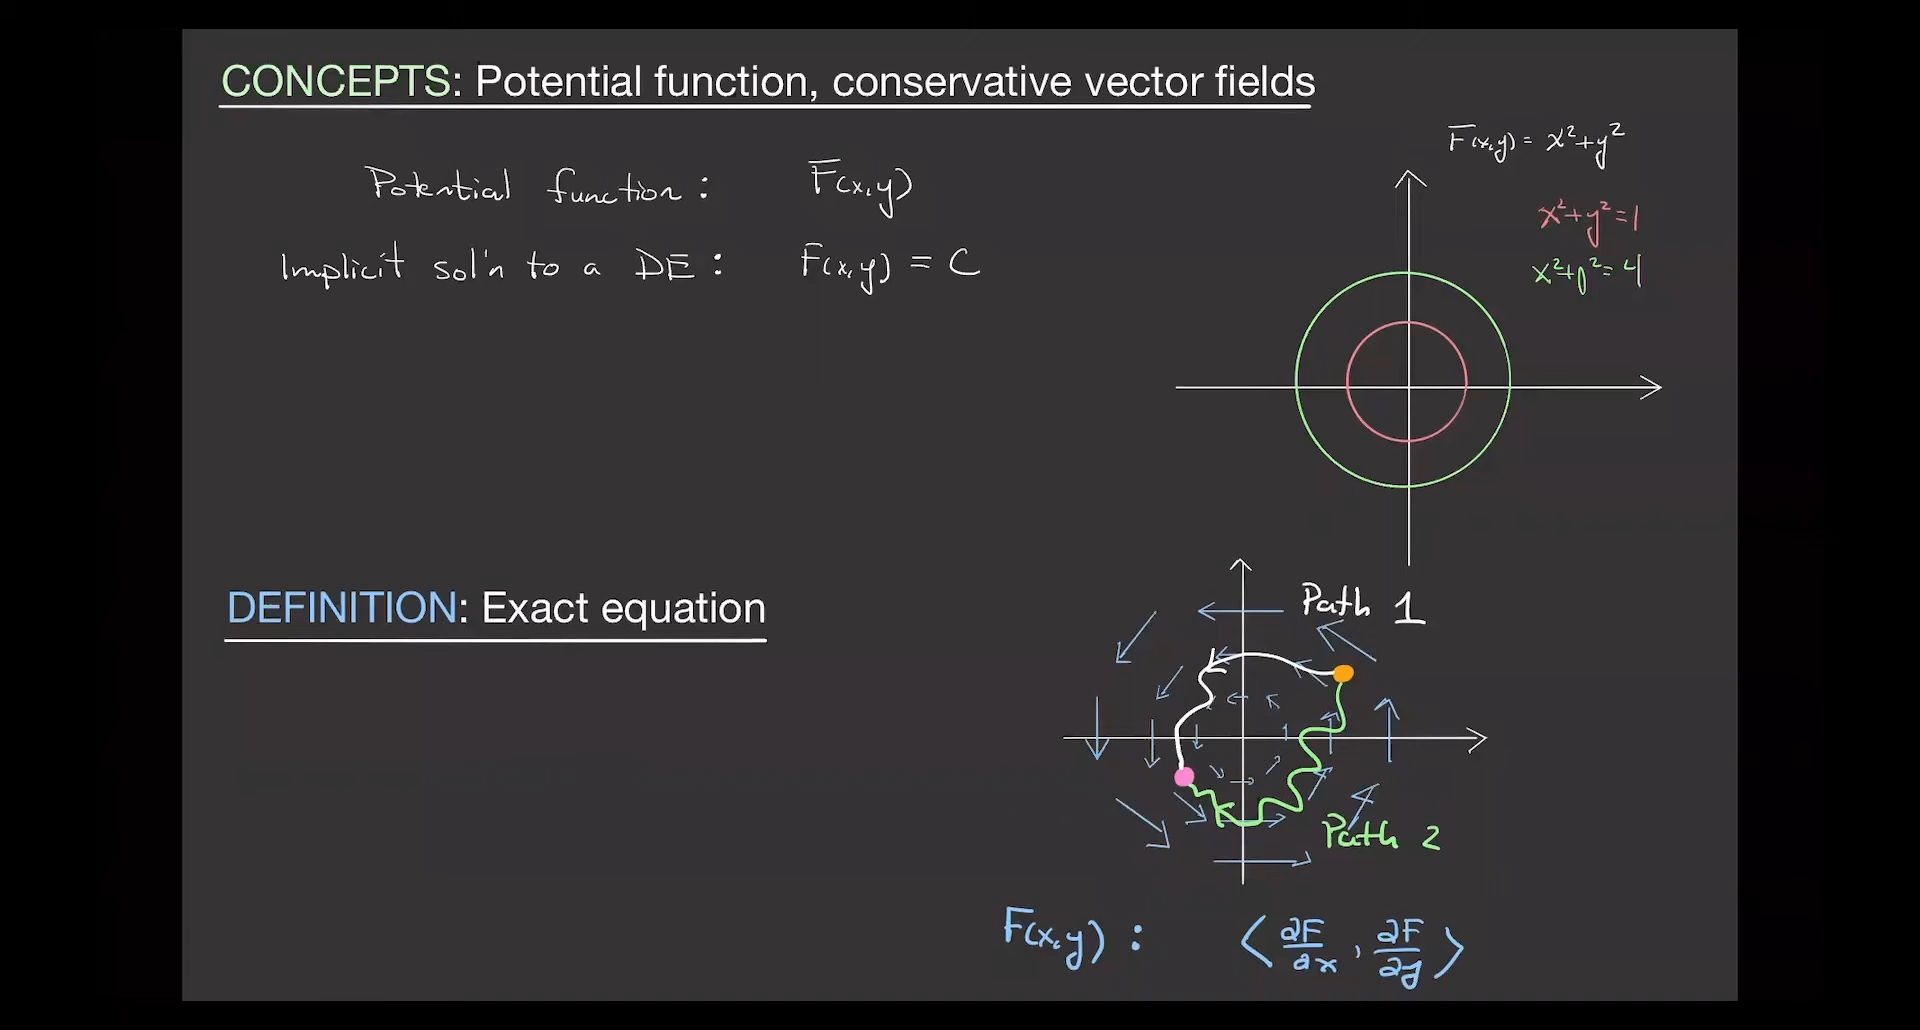 CONCEPTS: Potential function, conservative vector fields
F(x,y) = x²+y²
Potential function : F(x,y)
x²+y²=1
Implicit sol'n to a DE : F(x,y) = C
x²+y²=4
DEFINITION: Exact equation
Path 1
Path 2
F(x,y) : ⟨ ∂F/∂x , ∂F/∂y ⟩